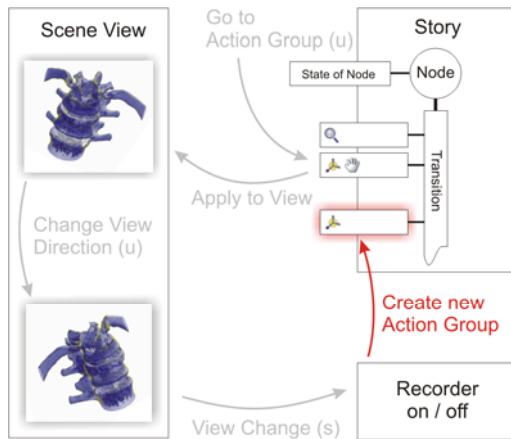 Scene View
Go to
Action Group (u)
Story
State of Node
Node
Transition
Apply to View
Change View
Direction (u)
Create new
Action Group
View Change (s)
Recorder
on / off